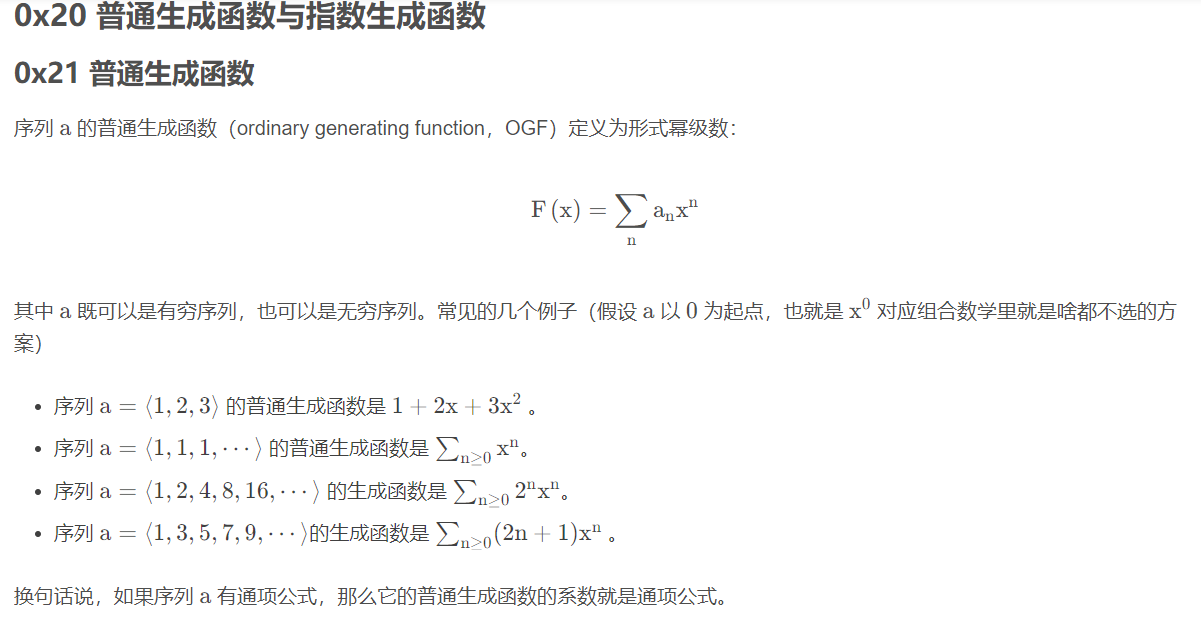 0x20 普通生成函数与指数生成函数
0x21 普通生成函数
序列 a 的普通生成函数（ordinary generating function，OGF）定义为形式幂级数：
F (x) = ∑ₙ aₙxⁿ
其中 a 既可以是有穷序列，也可以是无穷序列。常见的几个例子（假设 a 以 0 为起点，也就是 x⁰ 对应组合数学里就是啥都不选的方
案）
• 序列 a = ⟨1, 2, 3⟩ 的普通生成函数是 1 + 2x + 3x² 。
• 序列 a = ⟨1, 1, 1, ⋯⟩ 的普通生成函数是 ∑n≥0 xⁿ。
• 序列 a = ⟨1, 2, 4, 8, 16, ⋯⟩ 的生成函数是 ∑n≥0 2ⁿxⁿ。
• 序列 a = ⟨1, 3, 5, 7, 9, ⋯⟩的生成函数是 ∑n≥0(2n + 1)xⁿ 。
换句话说，如果序列 a 有通项公式，那么它的普通生成函数的系数就是通项公式。